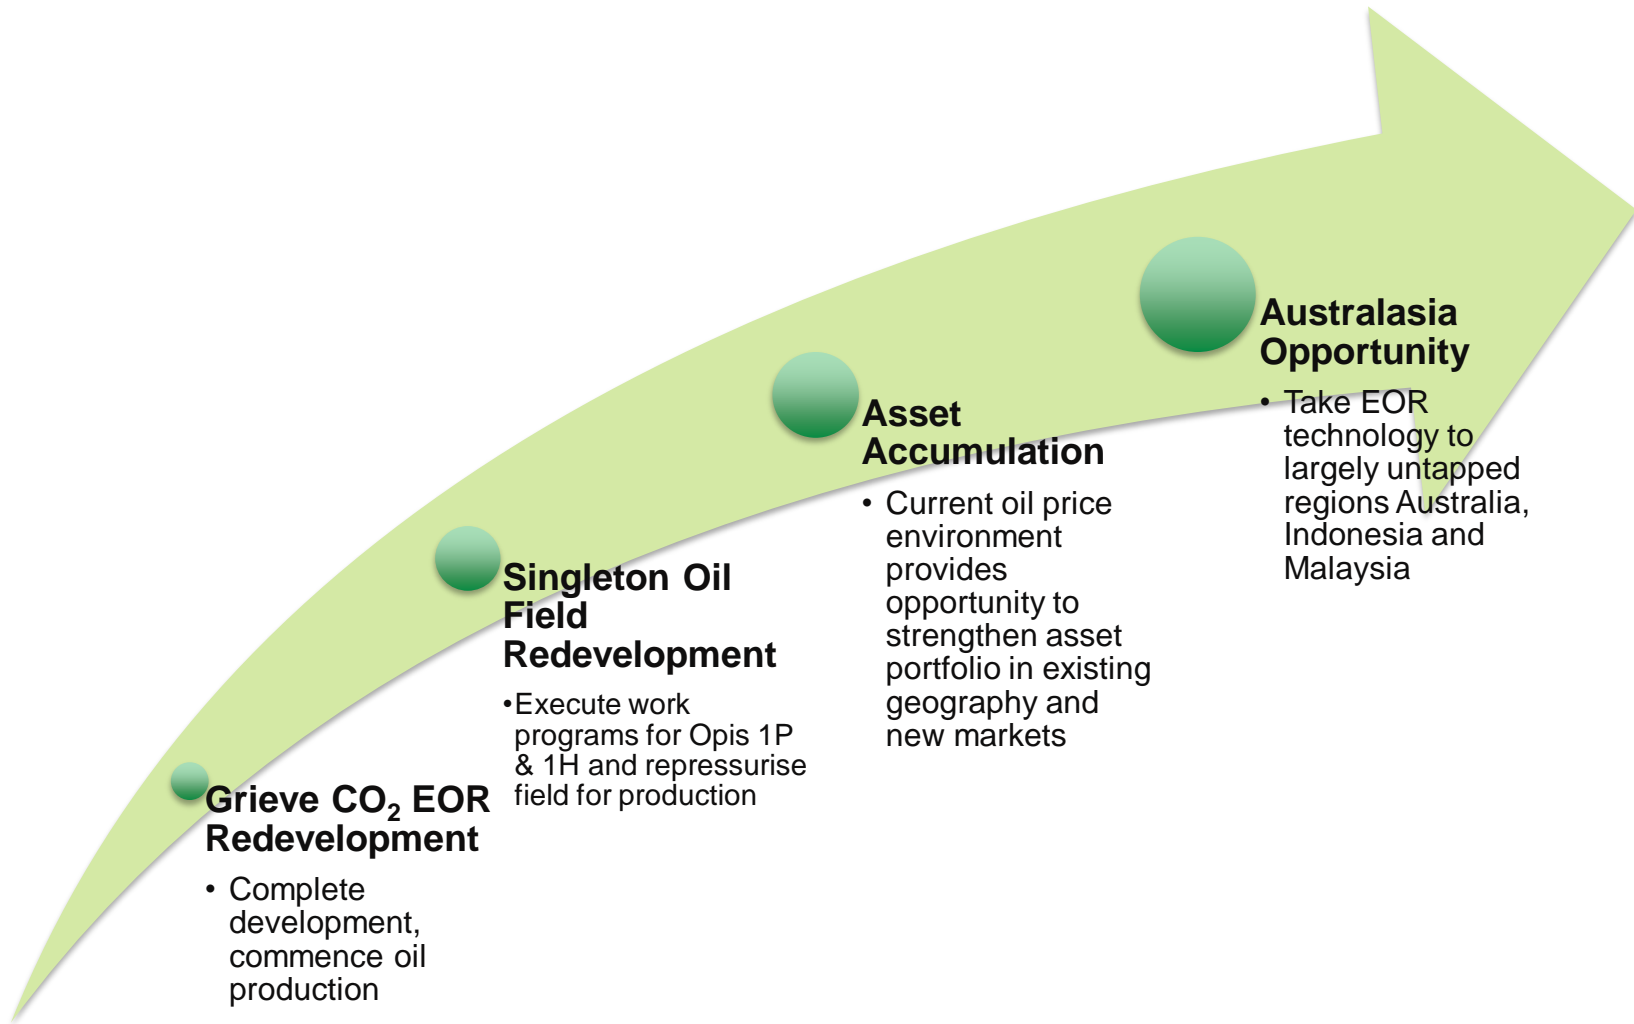 Grieve CO₂ EOR
Redevelopment
• Complete
development,
commence oil
production
Singleton Oil
Field
Redevelopment
•Execute work
programs for Opis 1P
& 1H and repressurise
field for production
Asset
Accumulation
• Current oil price
environment
provides
opportunity to
strengthen asset
portfolio in existing
geography and
new markets
Australasia
Opportunity
• Take EOR
technology to
largely untapped
regions Australia,
Indonesia and
Malaysia